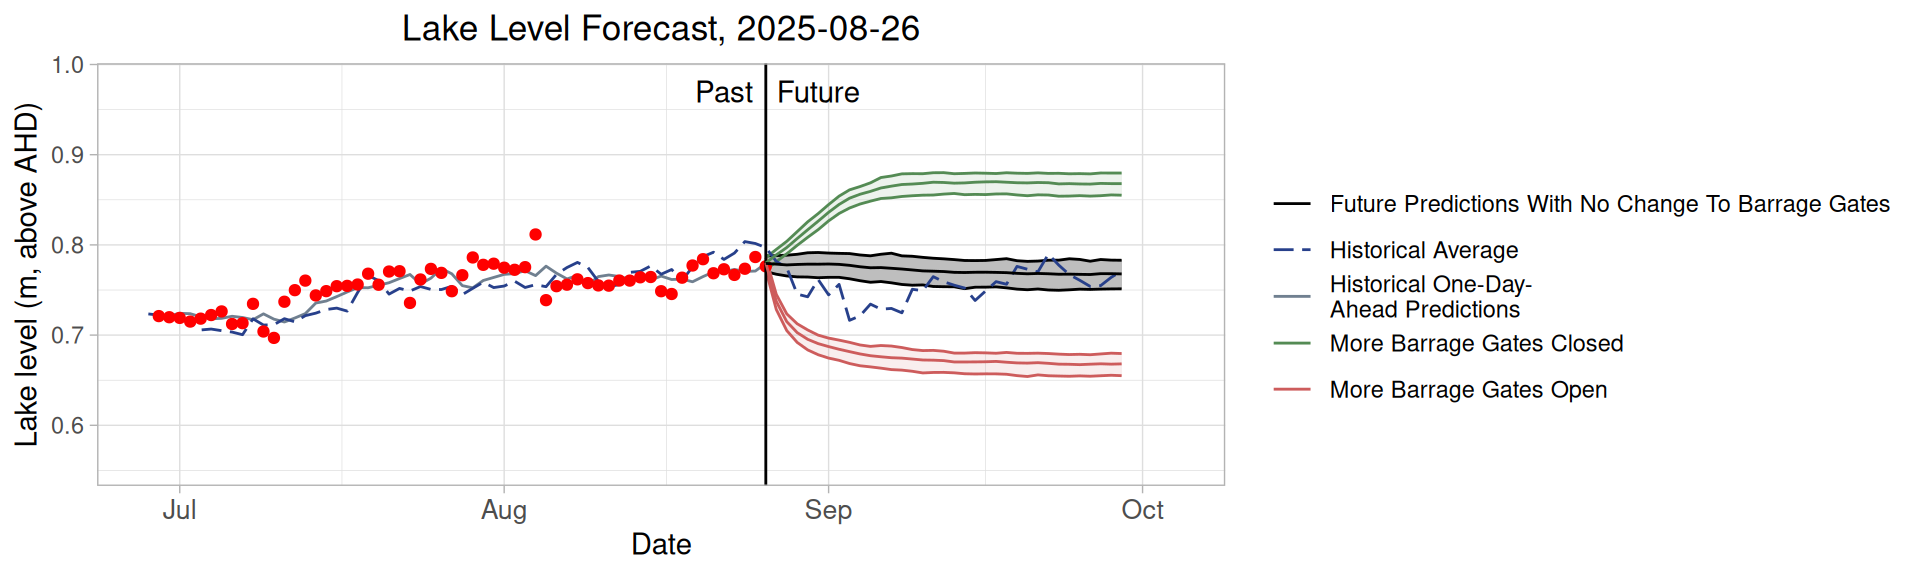 Lake Level Forecast, 2025-08-26
1.0
0.9
0.8
0.7
0.6
Lake level (m, above AHD)
Past
Future
Jul
Aug
Sep
Oct
Date
Future Predictions With No Change To Barrage Gates
Historical Average
Historical One-Day-
Ahead Predictions
More Barrage Gates Closed
More Barrage Gates Open